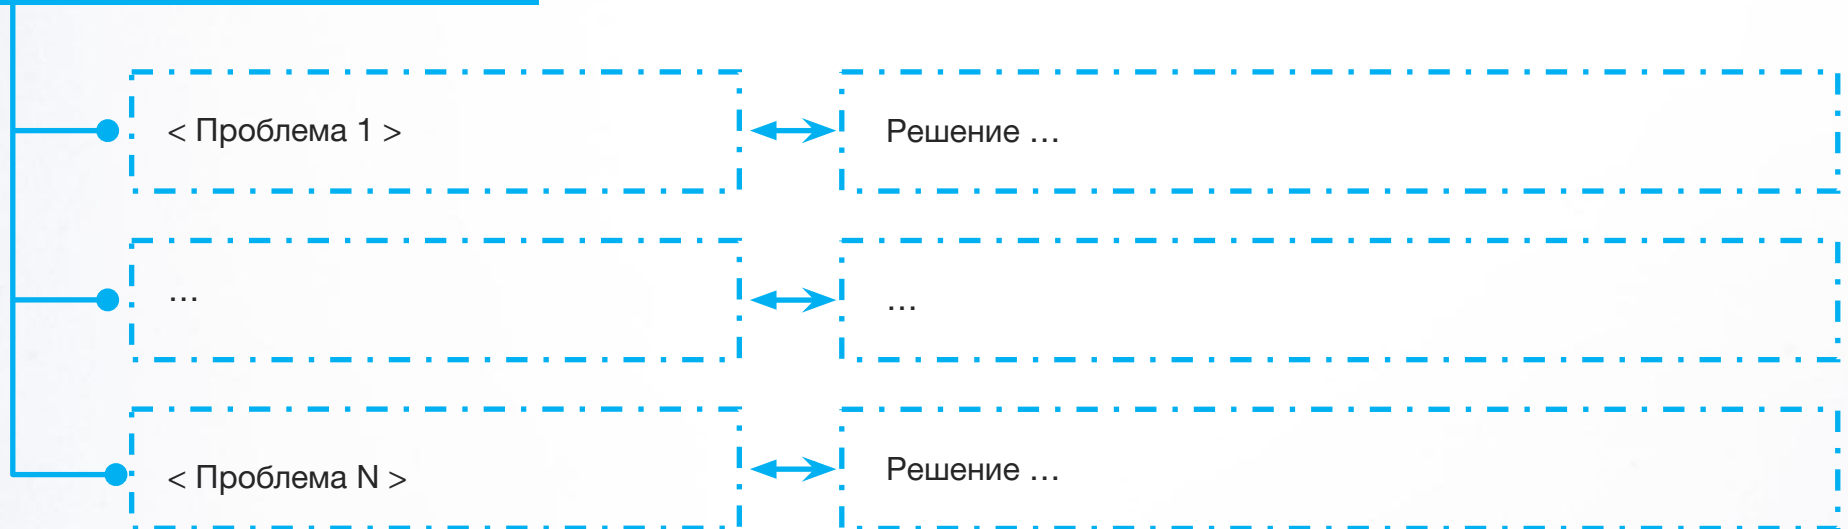 < Проблема 1 >
Решение …
…
…
< Проблема N >
Решение …